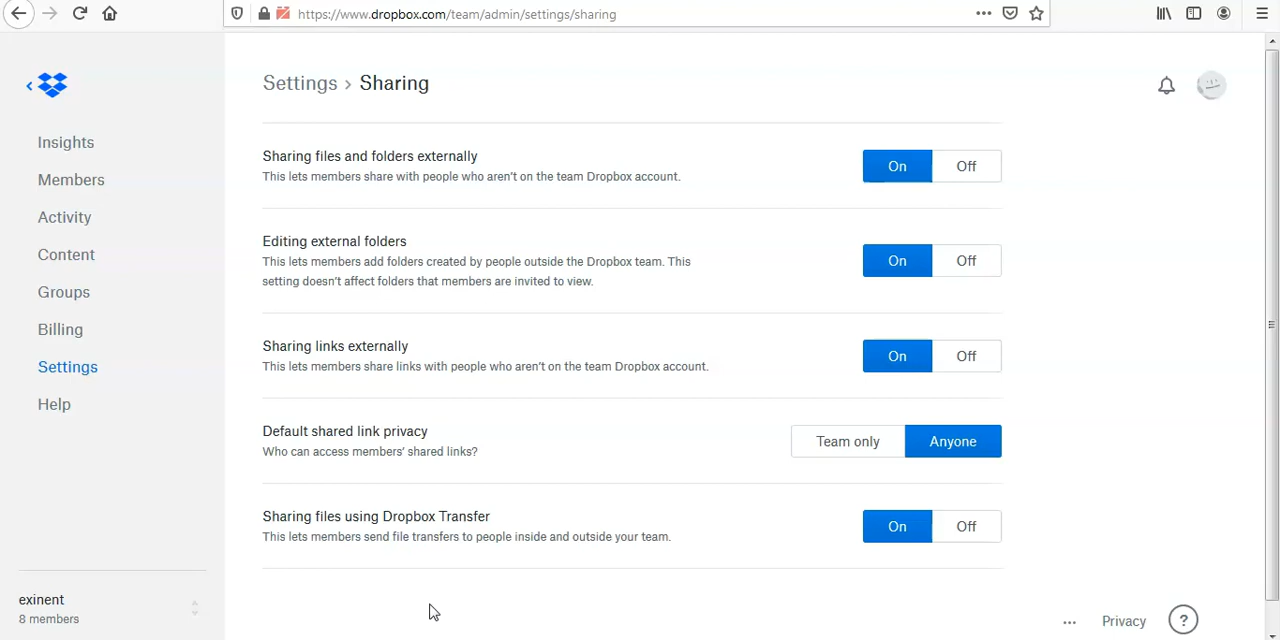 https://www.dropbox.com/team/admin/settings/sharing
Settings › Sharing
Insights
Members
Activity
Content
Groups
Billing
Settings
Help
exinent
8 members
Sharing files and folders externally
This lets members share with people who aren't on the team Dropbox account.
On Off
Editing external folders
This lets members add folders created by people outside the Dropbox team. This
setting doesn't affect folders that members are invited to view.
On Off
Sharing links externally
This lets members share links with people who aren't on the team Dropbox account.
On Off
Default shared link privacy
Who can access members' shared links?
Team only Anyone
Sharing files using Dropbox Transfer
This lets members send file transfers to people inside and outside your team.
On Off
... Privacy ?